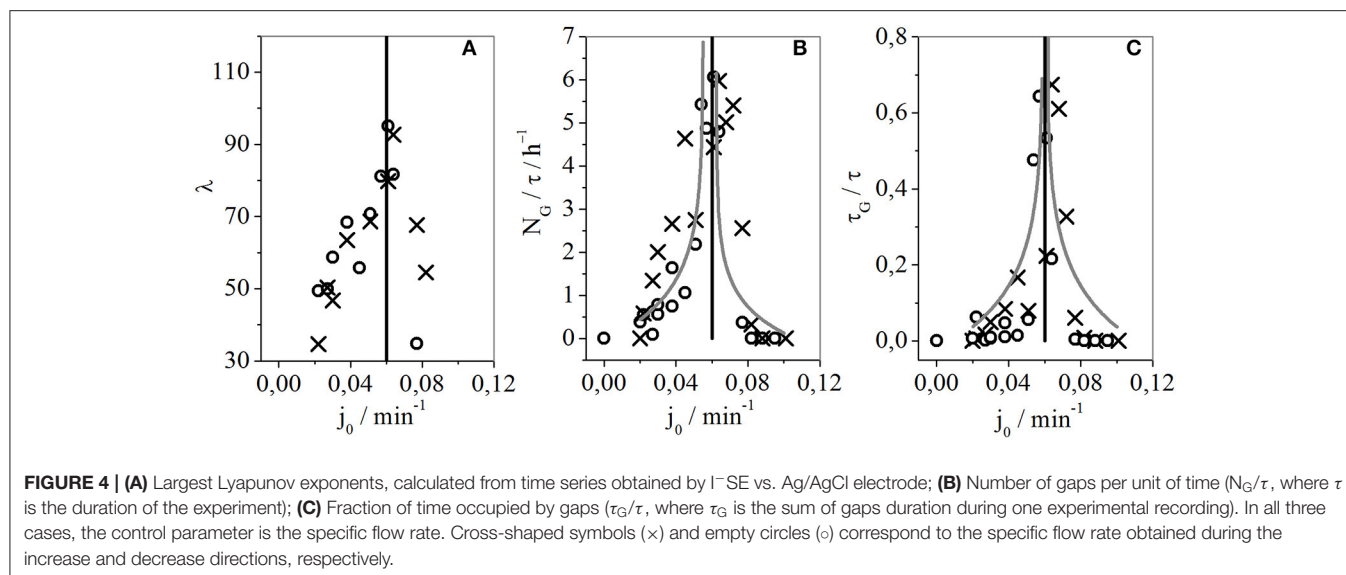 A
110
90
70
50
30
λ
0,00 0,04 0,08 0,12
j0 / min-1
B
7
6
5
4
3
2
1
0
NG / τ / h−1
0,00 0,04 0,08 0,12
j0 / min-1
C
0,8
0,6
0,4
0,2
0,0
τG / τ
0,00 0,04 0,08 0,12
j0 / min-1
FIGURE 4 | (A) Largest Lyapunov exponents, calculated from time series obtained by I−SE vs. Ag/AgCl electrode; (B) Number of gaps per unit of time (NG/τ, where τ
is the duration of the experiment); (C) Fraction of time occupied by gaps (τG/τ, where τG is the sum of gaps duration during one experimental recording). In all three
cases, the control parameter is the specific flow rate. Cross-shaped symbols (×) and empty circles (○) correspond to the specific flow rate obtained during the
increase and decrease directions, respectively.